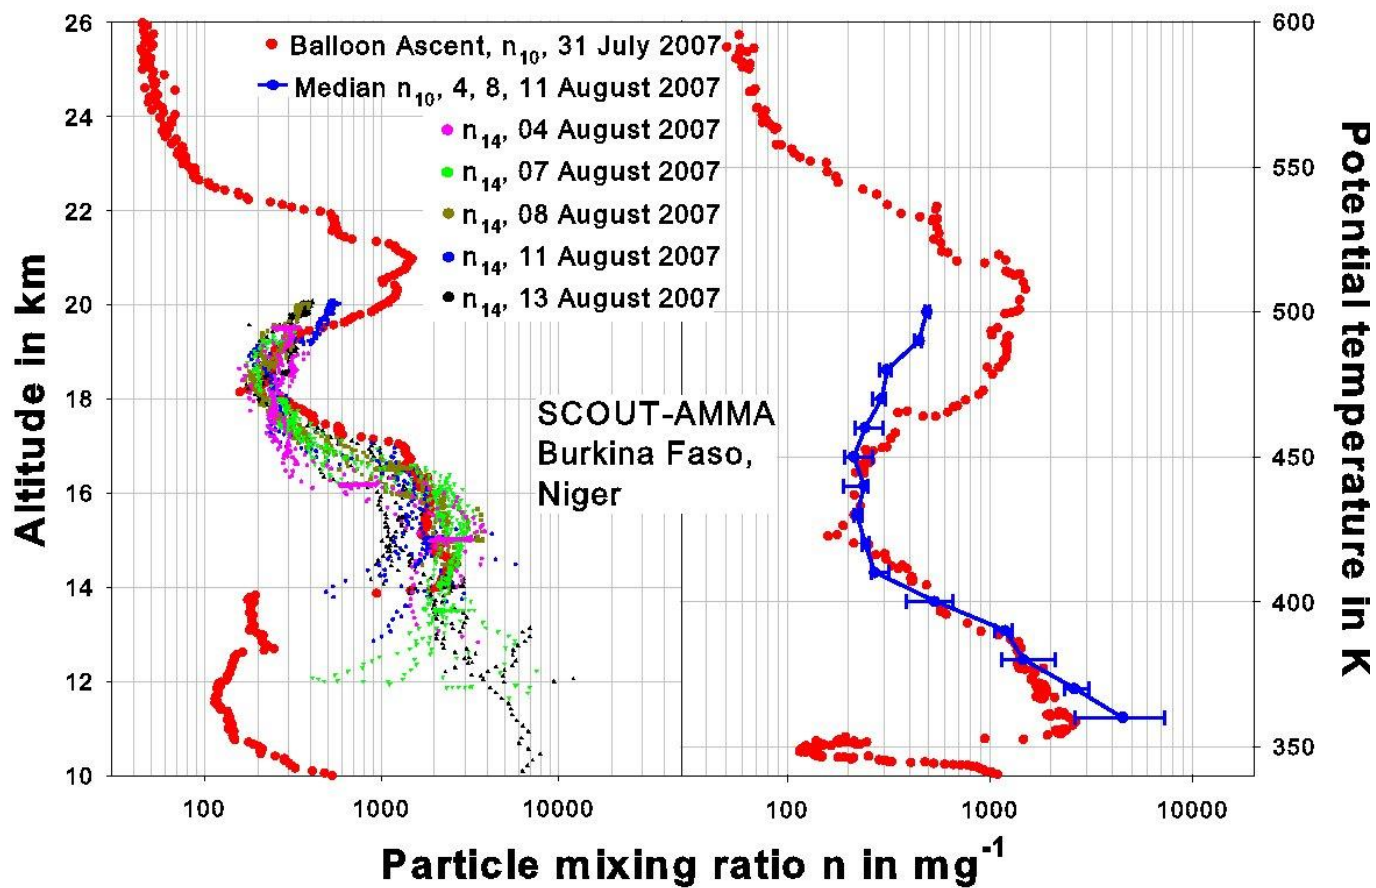 26
24
22
20
18
16
14
12
10
Altitude in km
Balloon Ascent, n10, 31 July 2007
Median n10, 4, 8, 11 August 2007
n14, 04 August 2007
n14, 07 August 2007
n14, 08 August 2007
n14, 11 August 2007
n14, 13 August 2007
SCOUT-AMMA
Burkina Faso,
Niger
600
550
500
450
400
350
Potential temperature in K
100 1000 10000 100 1000 10000
Particle mixing ratio n in mg-1